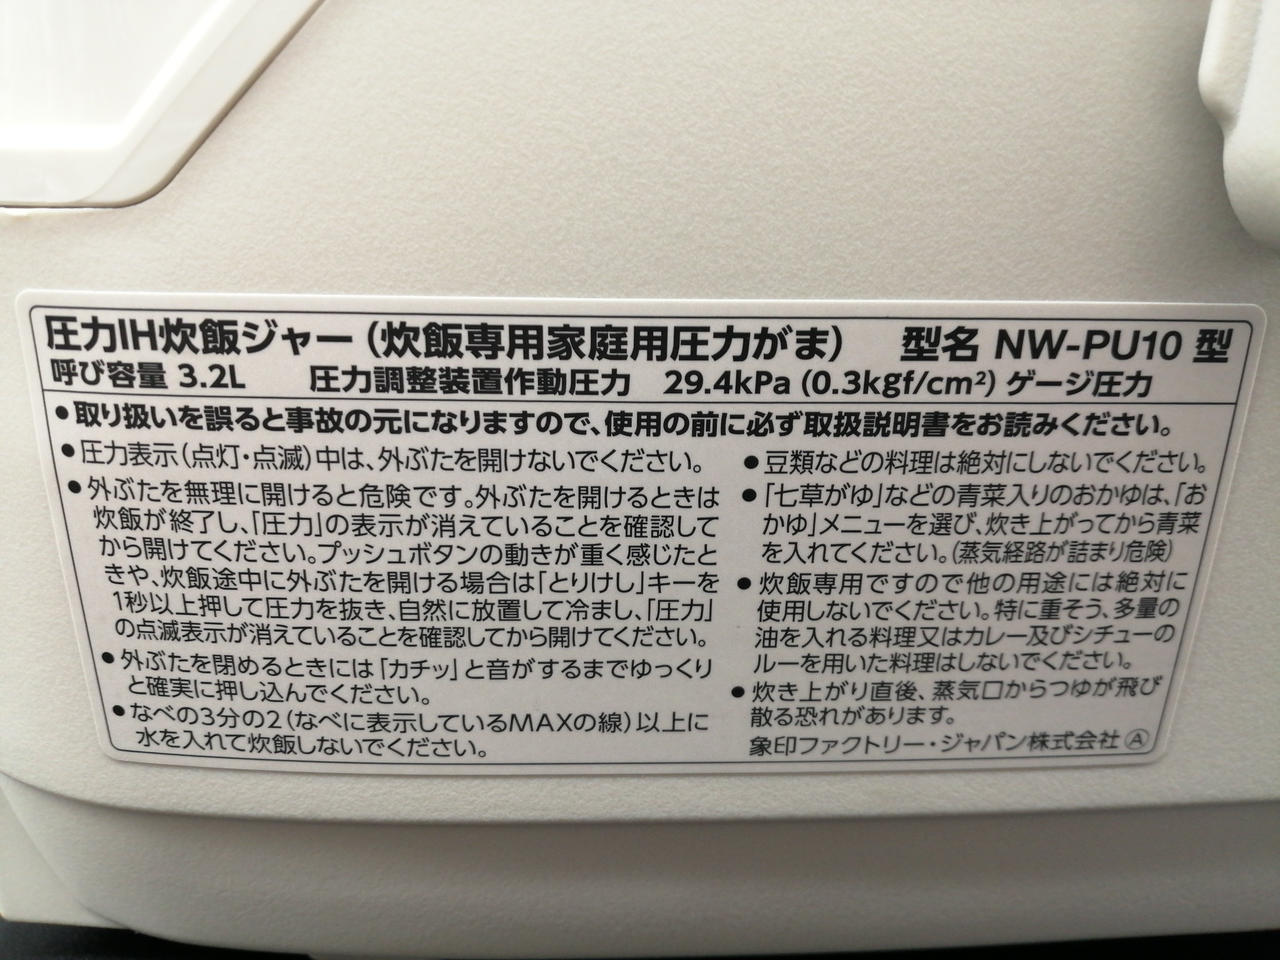 圧力IH炊飯ジャー（炊飯専用家庭用圧力がま） 型名 NW-PU10 型
呼び容量 3.2L 圧力調整装置作動圧力 29.4kPa (0.3kgf/cm²) ゲージ圧力
●取り扱いを誤ると事故の元になりますので、使用の前に必ず取扱説明書をお読みください。
●圧力表示（点灯・点滅）中は、外ぶたを開けないでください。
●外ぶたを無理に開けると危険です。外ぶたを開けるときは
炊飯が終了し、「圧力」の表示が消えていることを確認して
から開けてください。プッシュボタンの動きが重く感じたと
きや、炊飯途中に外ぶたを開ける場合は「とりけし」キーを
1秒以上押して圧力を抜き、自然に放置して冷まし、「圧力」
の点滅表示が消えていることを確認してから開けてください。
●外ぶたを閉めるときには「カチッ」と音がするまでゆっくり
と確実に押し込んでください。
●なべの3分の2（なべに表示しているMAXの線）以上に
水を入れて炊飯しないでください。
●豆類などの料理は絶対にしないでください。
●「七草がゆ」などの青菜入りのおかゆは、「お
かゆ」メニューを選び、炊き上がってから青菜
を入れてください。（蒸気経路が詰まり危険）
●炊飯専用ですので他の用途には絶対に
使用しないでください。特に重そう、多量の
油を入れる料理又はカレー及びシチューの
ルーを用いた料理はしないでください。
●炊き上がり直後、蒸気口からつゆが飛び
散る恐れがあります。
象印ファクトリー・ジャパン株式会社 Ⓐ